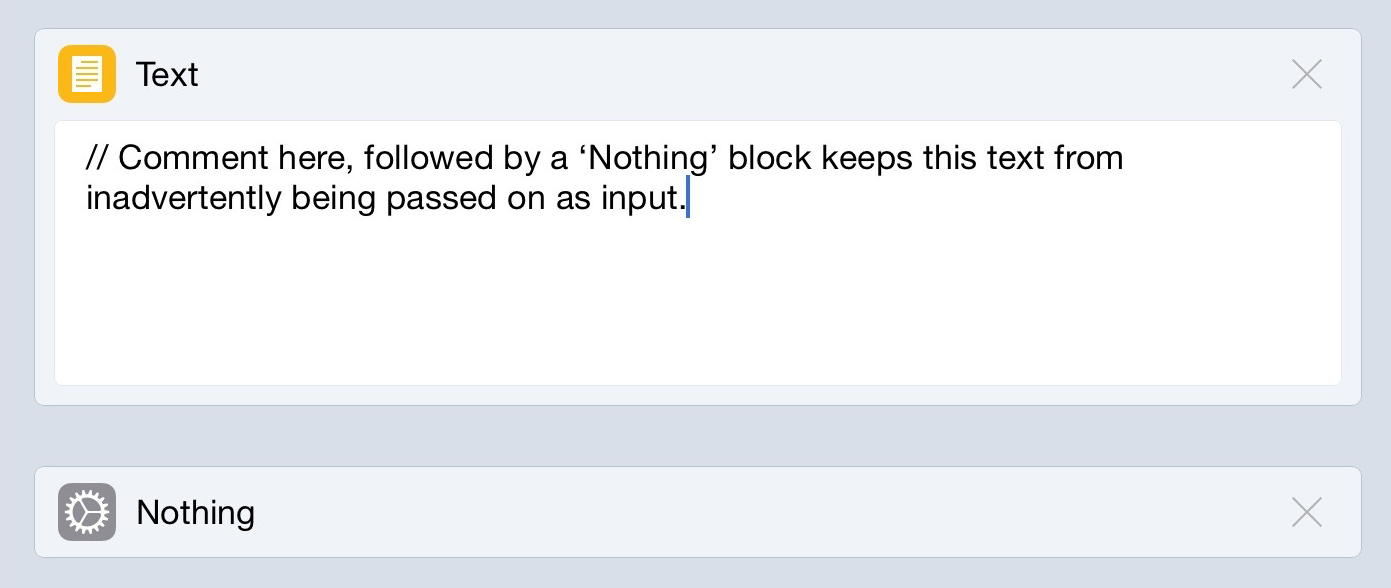 Text
// Comment here, followed by a ‘Nothing’ block keeps this text from
inadvertently being passed on as input.
Nothing